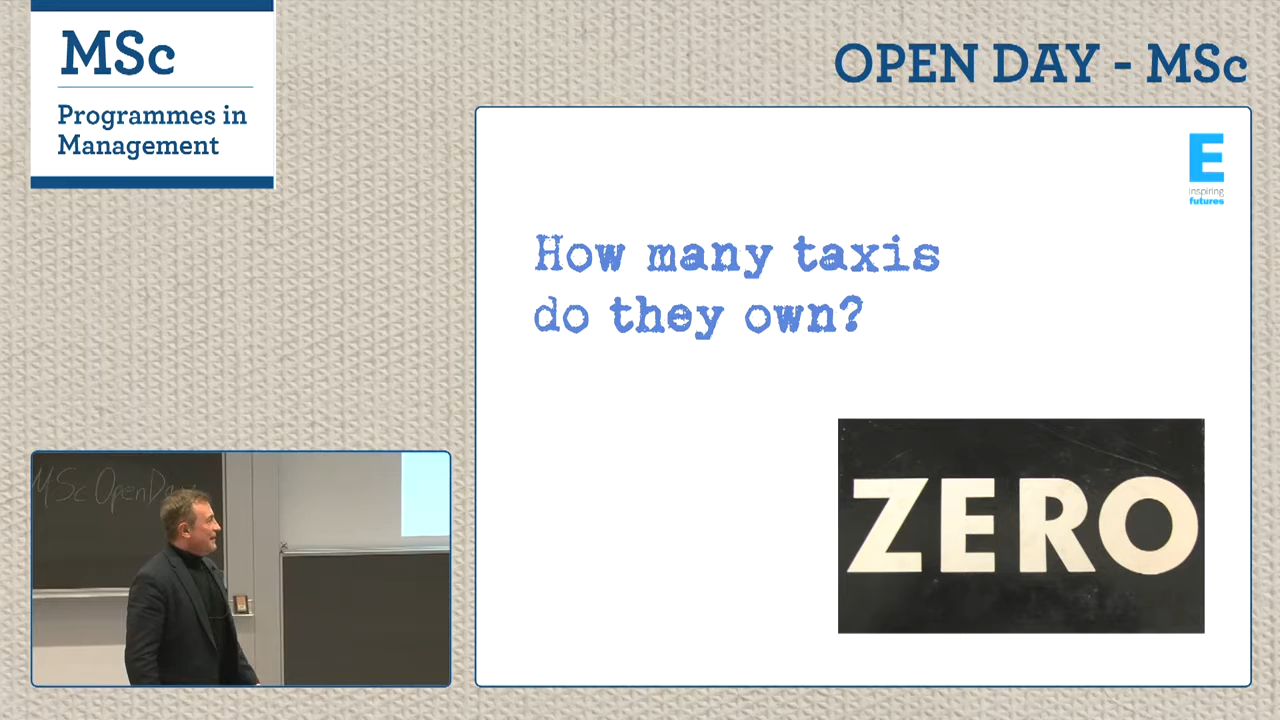 MSc
Programmes in
Management
OPEN DAY - MSc
E
inspiring
futures
How many taxis
do they own?
ZERO
MSc Open Day